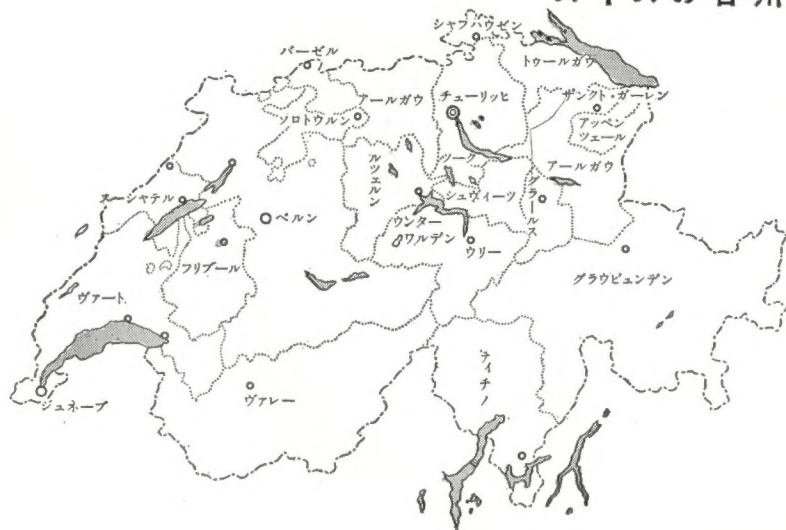 シャフハウゼン
バーゼル
トゥールガウ
アールガウ
チューリッヒ
ザンクト・ガーレン
ソロトゥルン
アッペン
ツェール
ツーク
アールガウ
ルツェルン
シュウィーツ
グラールス
ヌーシャテル
ベルン
ウンター
ワルデン
ウリー
フリブール
グラウビュンデン
ヴァート
ティチノ
ヴァレー
ジュネーブ